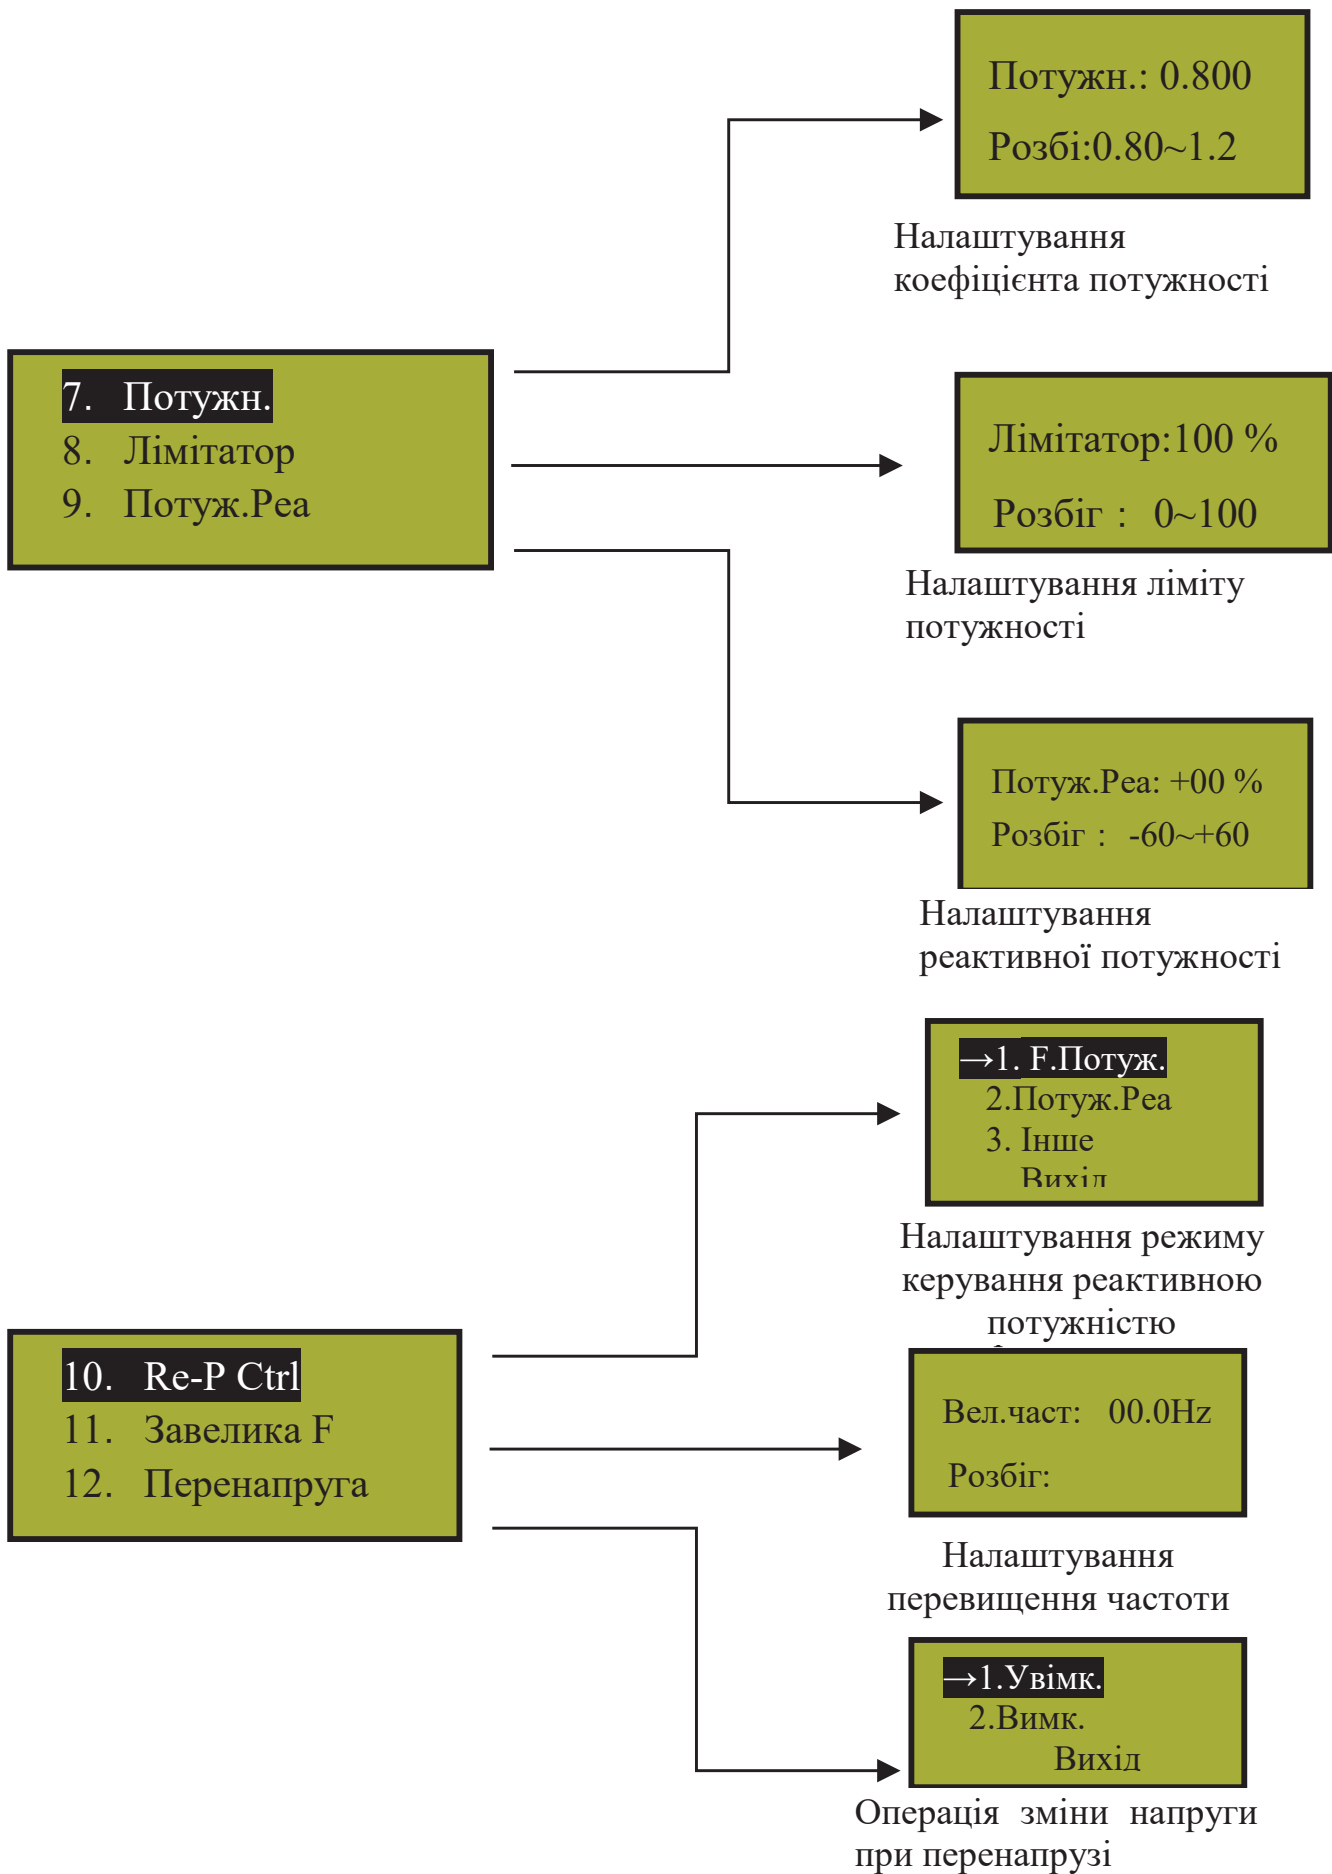 Потужн.: 0.800
Розбі:0.80~1.2
Налаштування
коефіцієнта потужності
7. Потужн.
8. Лімітатор
9. Потуж.Реа
Лімітатор:100 %
Розбіг : 0~100
Налаштування ліміту
потужності
Потуж.Реа: +00 %
Розбіг : -60~+60
Налаштування
реактивної потужності
→1. F.Потуж.
2.Потуж.Реа
3. Інше
Вихід
Налаштування режиму
керування реактивною
потужністю
10. Re-P Ctrl
11. Завелика F
12. Перенапруга
Вел.част: 00.0Hz
Розбіг:
Налаштування
перевищення частоти
→1.Увімк.
2.Вимк.
Вихід
Операція зміни напруги
при перенапрузі